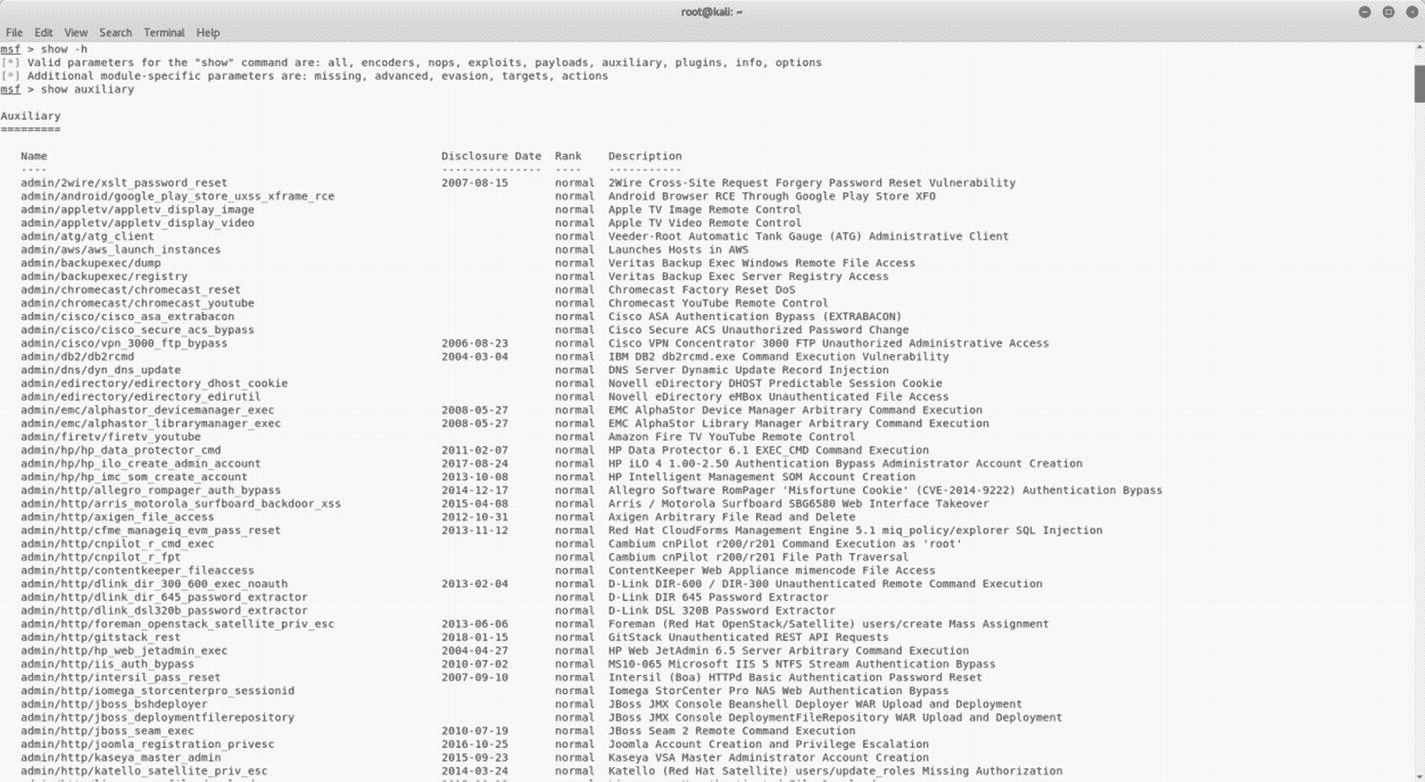 root@kali: ~
File Edit View Search Terminal Help
msf > show -h
[*] Valid parameters for the "show" command are: all, encoders, nops, exploits, payloads, auxiliary, plugins, info, options
[*] Additional module-specific parameters are: missing, advanced, evasion, targets, actions
msf > show auxiliary
Auxiliary
=========
Name Disclosure Date Rank Description
---- --------------- ---- -----------
admin/2wire/xslt_password_reset 2007-08-15 normal 2Wire Cross-Site Request Forgery Password Reset Vulnerability
admin/android/google_play_store_uxss_xframe_rce normal Android Browser RCE Through Google Play Store XFO
admin/appletv/appletv_display_image normal Apple TV Image Remote Control
admin/appletv/appletv_display_video normal Apple TV Video Remote Control
admin/atg/atg_client normal Veeder-Root Automatic Tank Gauge (ATG) Administrative Client
admin/aws/aws_launch_instances normal Launches Hosts in AWS
admin/backupexec/dump normal Veritas Backup Exec Windows Remote File Access
admin/backupexec/registry normal Veritas Backup Exec Server Registry Access
admin/chromecast/chromecast_reset normal Chromecast Factory Reset DoS
admin/chromecast/chromecast_youtube normal Chromecast YouTube Remote Control
admin/cisco/cisco_asa_extrabacon normal Cisco ASA Authentication Bypass (EXTRABACON)
admin/cisco/cisco_secure_acs_bypass normal Cisco Secure ACS Unauthorized Password Change
admin/cisco/vpn_3000_ftp_bypass 2006-08-23 normal Cisco VPN Concentrator 3000 FTP Unauthorized Administrative Access
admin/db2/db2rcmd 2004-03-04 normal IBM DB2 db2rcmd.exe Command Execution Vulnerability
admin/dns/dyn_dns_update normal DNS Server Dynamic Update Record Injection
admin/edirectory/edirectory_dhost_cookie normal Novell eDirectory DHOST Predictable Session Cookie
admin/edirectory/edirectory_edirutil normal Novell eDirectory eMBox Unauthenticated File Access
admin/emc/alphastor_devicemanager_exec 2008-05-27 normal EMC AlphaStor Device Manager Arbitrary Command Execution
admin/emc/alphastor_librarymanager_exec 2008-05-27 normal EMC AlphaStor Library Manager Arbitrary Command Execution
admin/firetv/firetv_youtube normal Amazon Fire TV YouTube Remote Control
admin/hp/hp_data_protector_cmd 2011-02-07 normal HP Data Protector 6.1 EXEC_CMD Command Execution
admin/hp/hp_ilo_create_admin_account 2017-08-24 normal HP iLO 4 1.00-2.50 Authentication Bypass Administrator Account Creation
admin/hp/hp_imc_som_create_account 2013-10-08 normal HP Intelligent Management SOM Account Creation
admin/http/allegro_rompager_auth_bypass 2014-12-17 normal Allegro Software RomPager 'Misfortune Cookie' (CVE-2014-9222) Authentication Bypass
admin/http/arris_motorola_surfboard_backdoor_xss 2015-04-08 normal Arris / Motorola Surfboard SBG6580 Web Interface Takeover
admin/http/axigen_file_access 2012-10-31 normal Axigen Arbitrary File Read and Delete
admin/http/cfme_manageiq_evm_pass_reset 2013-11-12 normal Red Hat CloudForms Management Engine 5.1 miq_policy/explorer SQL Injection
admin/http/cnpilot_r_cmd_exec normal Cambium cnPilot r200/r201 Command Execution as 'root'
admin/http/cnpilot_r_fpt normal Cambium cnPilot r200/r201 File Path Traversal
admin/http/contentkeeper_fileaccess normal ContentKeeper Web Appliance mimencode File Access
admin/http/dlink_dir_300_600_exec_noauth 2013-02-04 normal D-Link DIR-600 / DIR-300 Unauthenticated Remote Command Execution
admin/http/dlink_dir_645_password_extractor normal D-Link DIR 645 Password Extractor
admin/http/dlink_dsl320b_password_extractor normal D-Link DSL 320B Password Extractor
admin/http/foreman_openstack_satellite_priv_esc 2013-06-06 normal Foreman (Red Hat OpenStack/Satellite) users/create Mass Assignment
admin/http/gitstack_rest 2018-01-15 normal GitStack Unauthenticated REST API Requests
admin/http/hp_web_jetadmin_exec 2004-04-27 normal HP Web JetAdmin 6.5 Server Arbitrary Command Execution
admin/http/iis_auth_bypass 2010-07-02 normal MS10-065 Microsoft IIS 5 NTFS Stream Authentication Bypass
admin/http/intersil_pass_reset 2007-09-10 normal Intersil (Boa) HTTPd Basic Authentication Password Reset
admin/http/iomega_storcenterpro_sessionid normal Iomega StorCenter Pro NAS Web Authentication Bypass
admin/http/jboss_bshdeployer normal JBoss JMX Console Beanshell Deployer WAR Upload and Deployment
admin/http/jboss_deploymentfilerepository normal JBoss JMX Console DeploymentFileRepository WAR Upload and Deployment
admin/http/jboss_seam_exec 2010-07-19 normal JBoss Seam 2 Remote Command Execution
admin/http/joomla_registration_privesc 2016-10-25 normal Joomla Account Creation and Privilege Escalation
admin/http/kaseya_master_admin 2015-09-23 normal Kaseya VSA Master Administrator Account Creation
admin/http/katello_satellite_priv_esc 2014-03-24 normal Katello (Red Hat Satellite) users/update_roles Missing Authorization